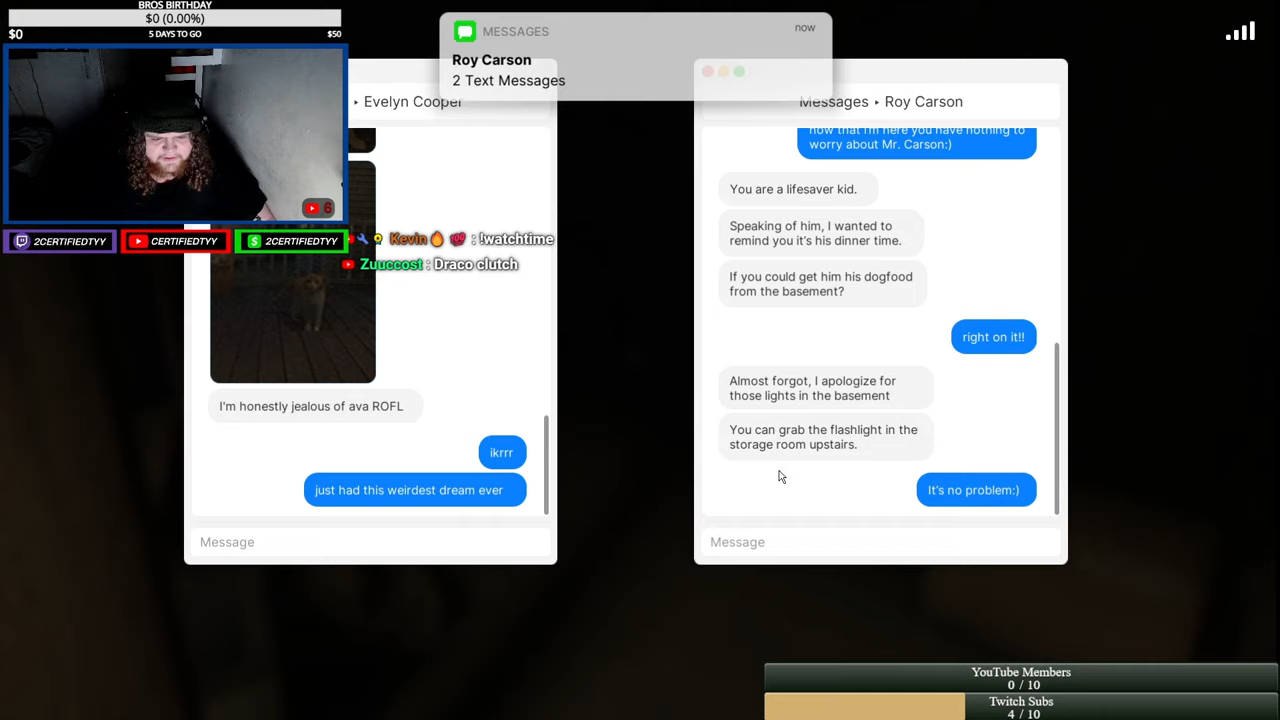 BROS BIRTHDAY
$0 (0.00%)
$0
5 DAYS TO GO
$50
6
2CERTIFIEDTYY
CERTIFIEDTYY
2CERTIFIEDTYY
Kevin🔥 💯 : !watchtime
Zuuccost : Draco clutch
MESSAGES
now
Roy Carson
2 Text Messages
▸ Evelyn Cooper
I'm honestly jealous of ava ROFL
ikrrr
just had this weirdest dream ever
Message
Messages ▸ Roy Carson
now that i'm here you have nothing to
worry about Mr. Carson:)
You are a lifesaver kid.
Speaking of him, I wanted to
remind you it's his dinner time.
If you could get him his dogfood
from the basement?
right on it!!
Almost forgot, I apologize for
those lights in the basement
You can grab the flashlight in the
storage room upstairs.
It's no problem:)
Message
YouTube Members
0 / 10
Twitch Subs
4 / 10